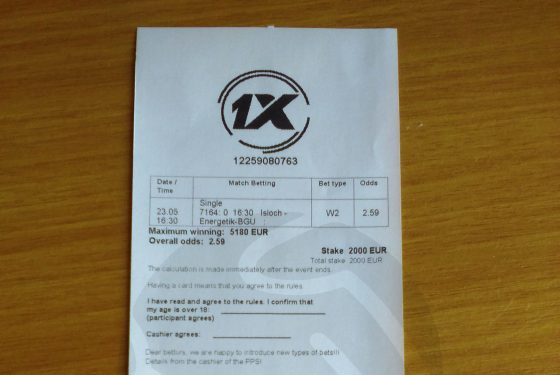 1X
12259080763
Date / Time Match Betting Bet type Odds
23.05 16:30 Single 7164: 0 16:30 Isloch - Energetik-BGU : W2 2.59
Maximum winning: 5180 EUR
Overall odds: 2.59
Stake 2000 EUR
Total stake 2000 EUR
The calculation is made immediately after the event ends.
Having a card means that you agree to the rules
I have read and agree to the rules. I confirm that
my age is over 18:
(participant agrees)
Cashier agrees:
Dear bettors, we are happy to introduce new types of bets!!!
Details from the cashier of the PPS!